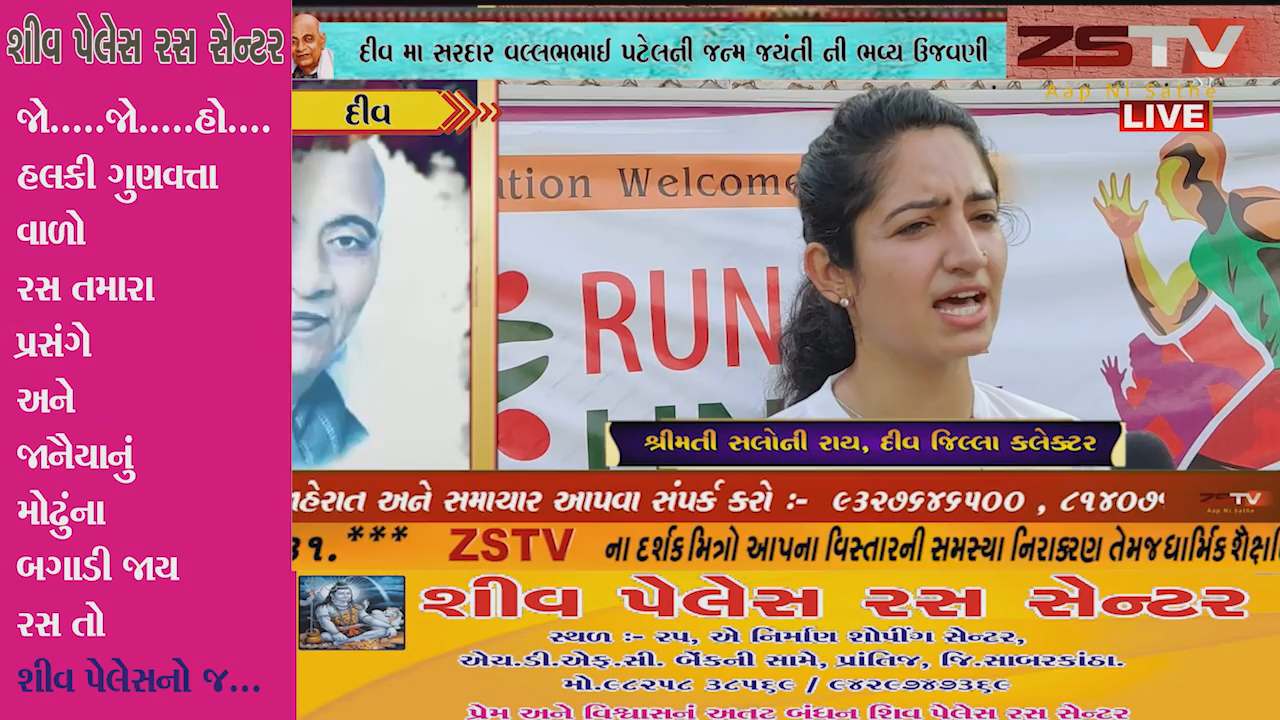 શીવ પેલેસ રસ સેન્ટર
જો.....જો.....હો....
હલકી ગુણવત્તા
વાળો
રસ તમારા
પ્રસંગે
અને
જાનૈયાનું
મોઢુંના
બગાડી જાય
રસ તો
શીવ પેલેસનો જ...
દીવ મા સરદાર વલ્લભભાઈ પટેલની જન્મ જયંતી ની ભવ્ય ઉજવણી
ZSTV
Aap Ni Sathe
LIVE
દીવ
ation Welcome
RUN
શ્રીમતી સલોની રાય, દીવ જિલ્લા કલેક્ટર
જાહેરાત અને સમાચાર આપવા સંપર્ક કરો :- ૯૩૨૭૬૪૬૫૦૦ , ૮૧૪૦૭
ZSTV
Aap Ni Sathe
૩૧.*** ZSTV ના દર્શક મિત્રો આપના વિસ્તારની સમસ્યા નિરાકરણ તેમજ ધાર્મિક શૈક્ષ
શીવ પેલેસ રસ સેન્ટર
સ્થળ :- ૨૫, એ નિર્માણ શોપીંગ સેન્ટર,
એચ.ડી.એફ.સી. બેંકની સામે, પ્રાંતિજ, જિ.સાબરકાંઠા.
મો.૯૮૨૫૮ ૩૮૫૬૯ / ૯૪૨૯૭૪૭૩૬૯
પ્રેમ અને વિશ્વાસનં અતટ બંધન શિવ પેલેસ રસ સેન્ટર